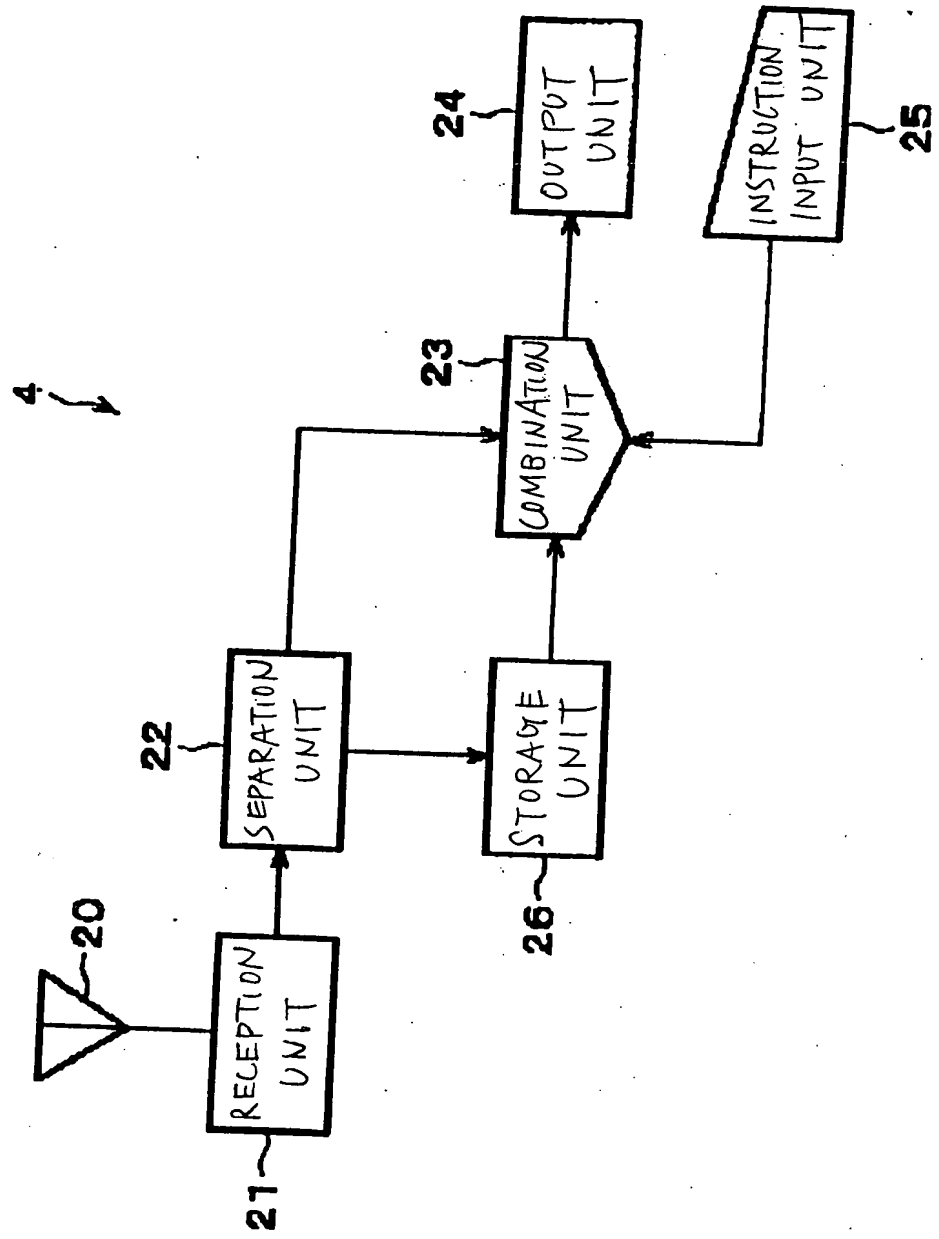 4
20
21
RECEPTION
UNIT
22
SEPARATION
UNIT
26
STORAGE
UNIT
23
COMBINATION
UNIT
24
OUTPUT
UNIT
25
INSTRUCTION
INPUT UNIT